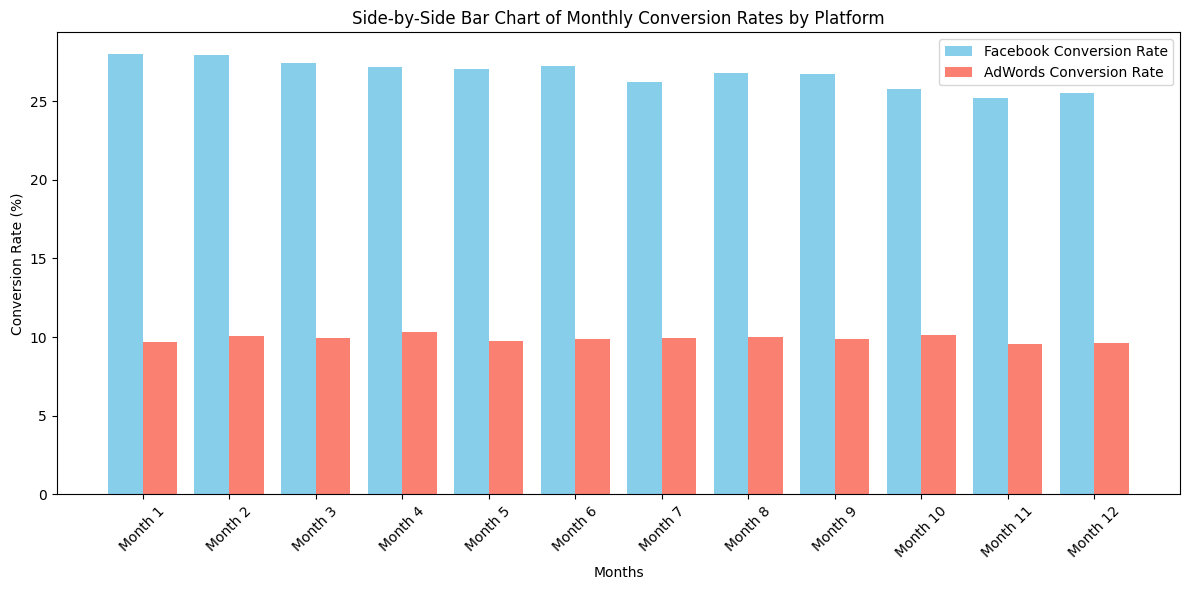 Side-by-Side Bar Chart of Monthly Conversion Rates by Platform
Facebook Conversion Rate
AdWords Conversion Rate
Conversion Rate (%)
25
20
15
10
5
0
Month 1
Month 2
Month 3
Month 4
Month 5
Month 6
Month 7
Month 8
Month 9
Month 10
Month 11
Month 12
Months